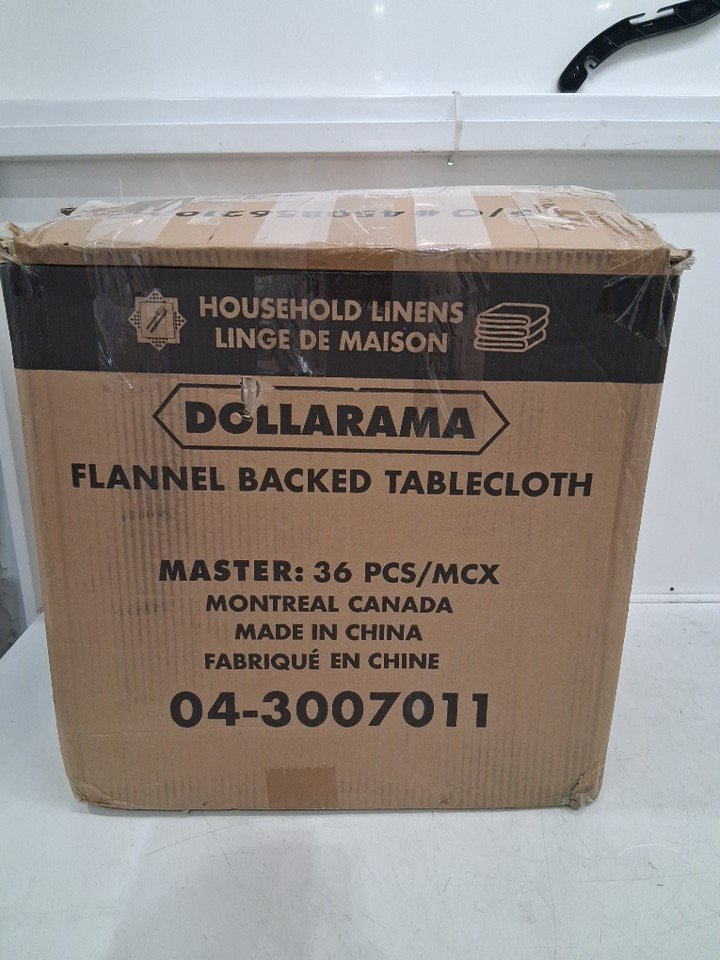 P/O #450856210
HOUSEHOLD LINENS
LINGE DE MAISON
DOLLARAMA
FLANNEL BACKED TABLECLOTH
MASTER: 36 PCS/MCX
MONTREAL CANADA
MADE IN CHINA
FABRIQUÉ EN CHINE
04-3007011